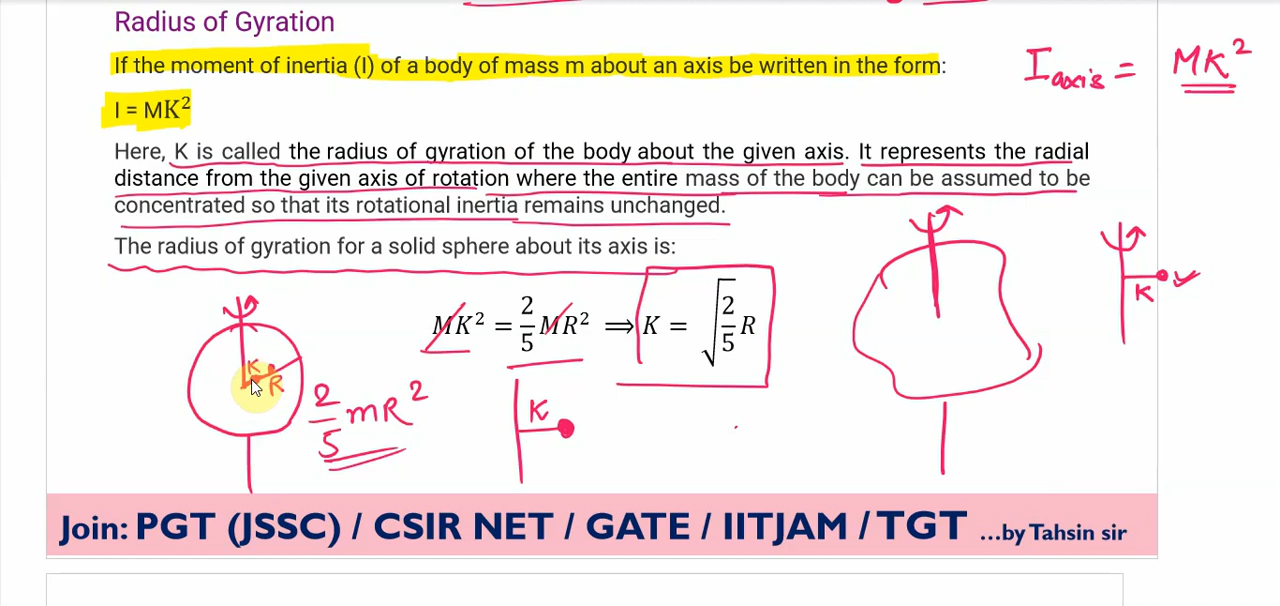 Radius of Gyration
If the moment of inertia (I) of a body of mass m about an axis be written in the form:
I = MK²
I axis = MK²
Here, K is called the radius of gyration of the body about the given axis. It represents the radial
distance from the given axis of rotation where the entire mass of the body can be assumed to be
concentrated so that its rotational inertia remains unchanged.
The radius of gyration for a solid sphere about its axis is:
MK² = 2/5 MR² ⟹ K = √(2/5) R
K
K R
2/5 mR²
K
Join: PGT (JSSC) / CSIR NET / GATE / IITJAM / TGT ...by Tahsin sir